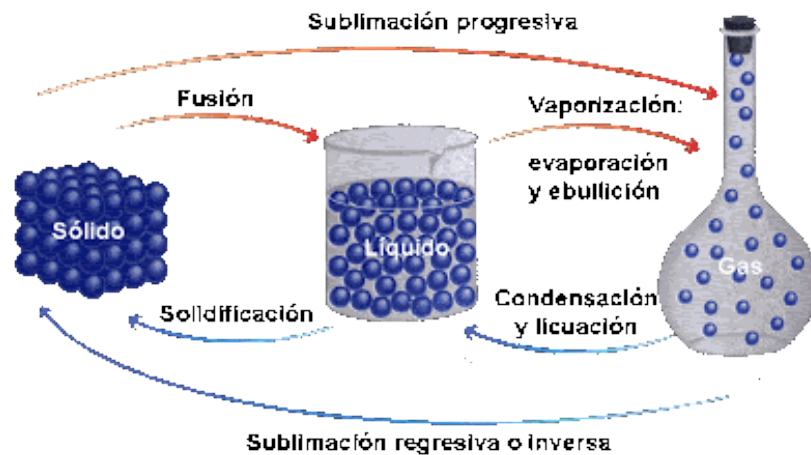 Sublimación progresiva
Fusión
Vaporización:
evaporación
y ebullición
Sólido
Líquido
Gas
Solidificación
Condensación
y licuación
Sublimación regresiva o inversa